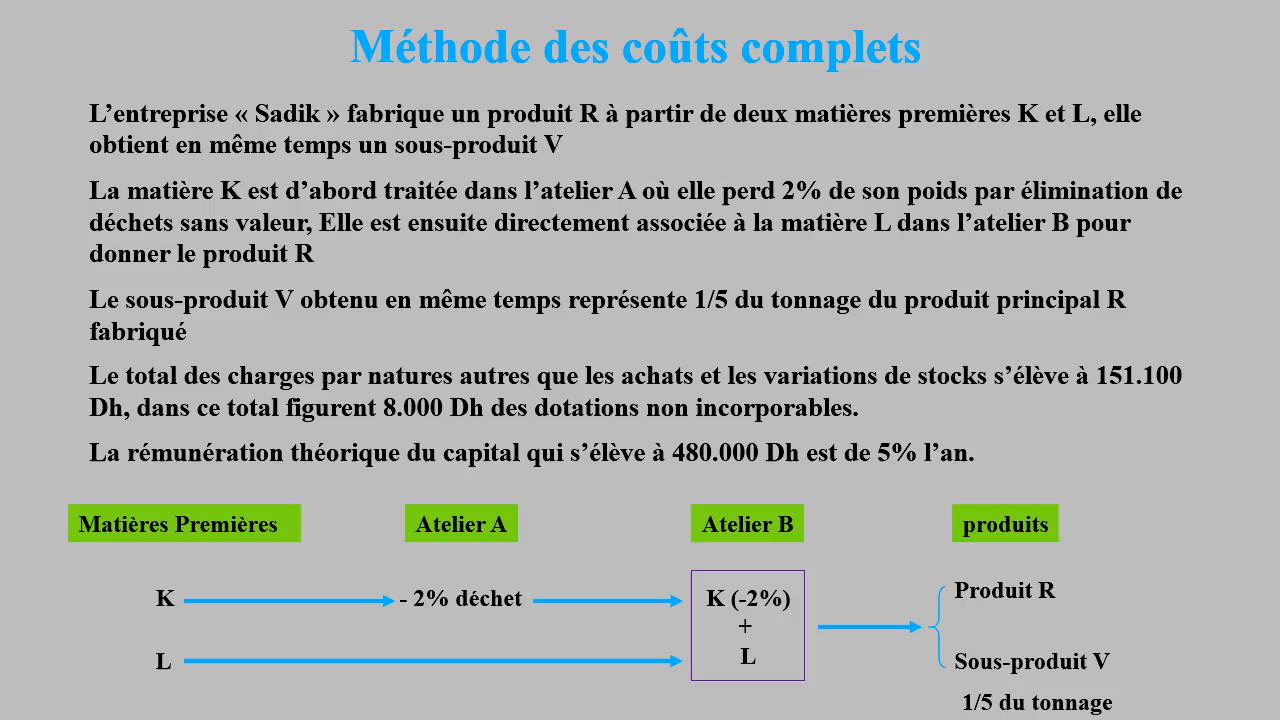 Méthode des coûts complets
L’entreprise « Sadik » fabrique un produit R à partir de deux matières premières K et L, elle
obtient en même temps un sous-produit V
La matière K est d’abord traitée dans l’atelier A où elle perd 2% de son poids par élimination de
déchets sans valeur, Elle est ensuite directement associée à la matière L dans l’atelier B pour
donner le produit R
Le sous-produit V obtenu en même temps représente 1/5 du tonnage du produit principal R
fabriqué
Le total des charges par natures autres que les achats et les variations de stocks s’élève à 151.100
Dh, dans ce total figurent 8.000 Dh des dotations non incorporables.
La rémunération théorique du capital qui s’élève à 480.000 Dh est de 5% l’an.
Matières Premières Atelier A Atelier B produits
K - 2% déchet K (-2%) Produit R
+
L L Sous-produit V
1/5 du tonnage